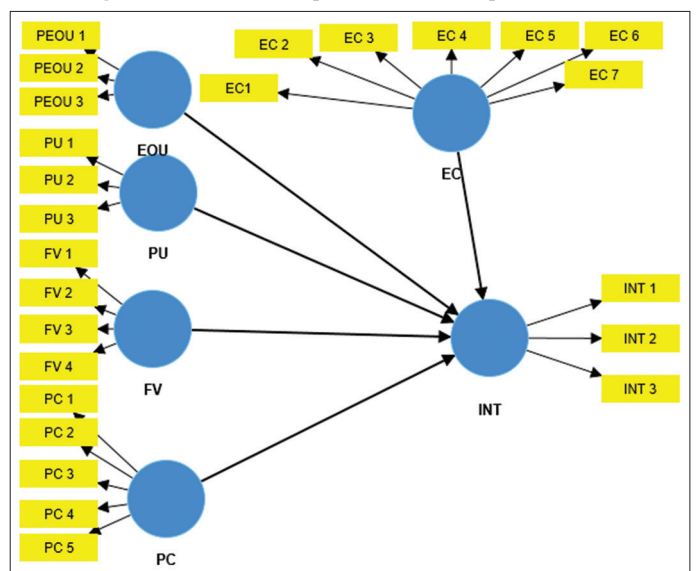 PEOU 1
PEOU 2
PEOU 3
EOU
PU 1
PU 2
PU 3
PU
FV 1
FV 2
FV 3
FV 4
FV
PC 1
PC 2
PC 3
PC 4
PC 5
PC
EC1
EC 2
EC 3
EC 4
EC 5
EC 6
EC 7
EC
INT 1
INT 2
INT 3
INT